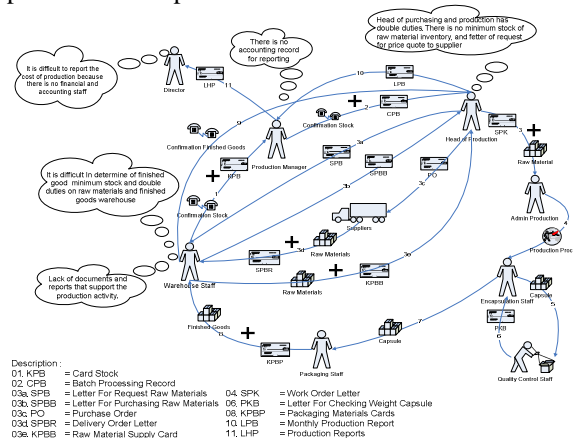 Head of purchasing and production has
double duties. There is no minimum stock of
raw material inventory, and fetter of request
for price quote to supplier
There is no
accounting record
for reporting
It is difficult to report the
cost of production because
there is no financial and
accounting staff
LHP
11
Director
10
LPB
2
CPB
Confirmation Stock
9
Confirmation Finished Goods
Production Manager
Head of Production
SPK
3
Raw Material
KPB
1
3a
SPB
SPBB
PO
3b
3c
It is difficult in determine of finished
good minimum stock and double
duties on raw materials and finished
goods warehouse
Confirmation Stock
Suppliers
Admin Production
4
Production Proc
SPBR
3d
Raw Materials
Raw Materials
KPBB
3e
Warehouse Staff
Lack of documents and
reports that support the
production activity.
Encapsulation Staff
Capsule
5
PKB
6
Finished Goods
KPBP
Capsule
7
Packaging Staff
Quality Control Staff
Description :
01. KPB = Card Stock
02. CPB = Batch Processing Record
03a. SPB = Letter For Request Raw Materials 04. SPK = Work Order Letter
03b. SPBB = Letter For Purchasing Raw Materials 06. PKB = Letter For Checking Weight Capsule
03c. PO = Purchase Order 08. KPBP = Packaging Materials Cards
03d. SPBR = Delivery Order Letter 10. LPB = Monthly Production Report
03e. KPBB = Raw Material Supply Card 11. LHP = Production Reports